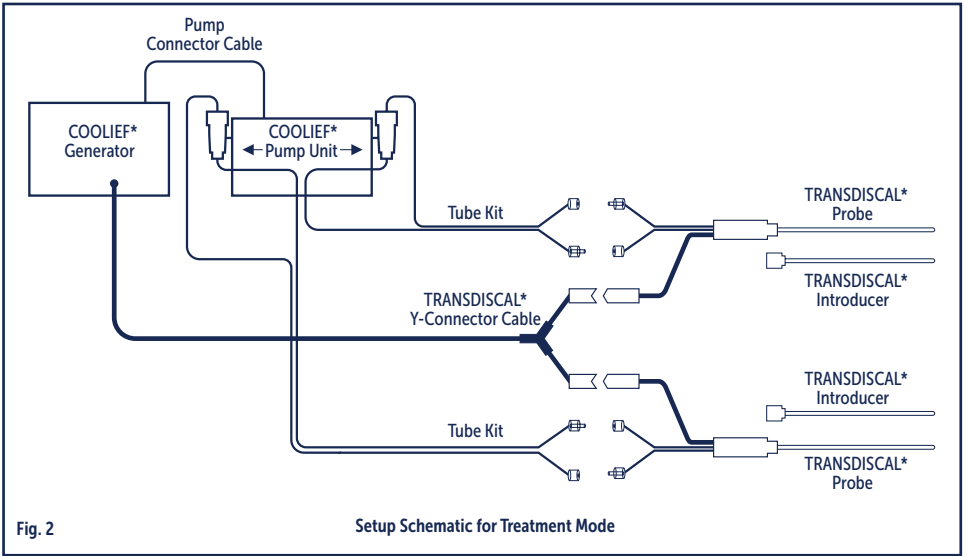 Pump
Connector Cable
COOLIEF*
Generator
COOLIEF*
Pump Unit
Tube Kit
TRANSDISCAL*
Probe
TRANSDISCAL*
Introducer
TRANSDISCAL*
Y-Connector Cable
TRANSDISCAL*
Introducer
Tube Kit
TRANSDISCAL*
Probe
Fig. 2
Setup Schematic for Treatment Mode